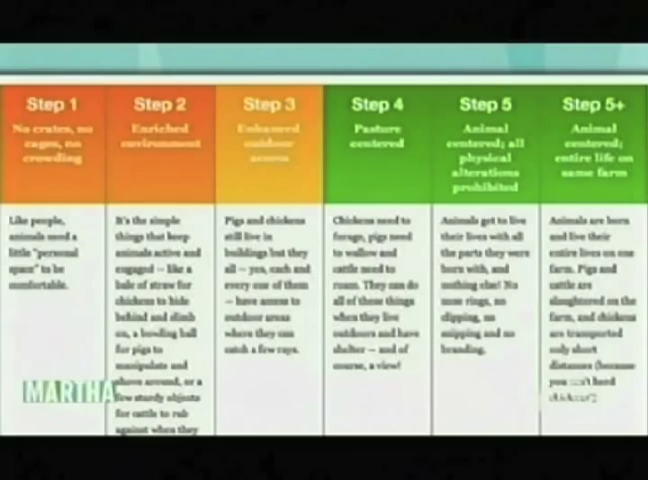 Step 1
No crates, no
cages, no
crowding
Like people,
animals need a
little "personal
space" to be
comfortable.
Step 2
Enriched
environment
It's the simple
things that keep
animals active and
engaged — like a
bale of straw for
chickens to hide
behind and climb
on, a bowling ball
for pigs to
manipulate and
shove around, or a
few sturdy objects
for cattle to rub
against when they
Step 3
Enhanced
outdoor
access
Pigs and chickens
still live in
buildings but they
all — yes, each and
every one of them
— have access to
outdoor areas
where they can
catch a few rays.
Step 4
Pasture
centered
Chickens need to
forage, pigs need
to wallow and
cattle need to
roam. They can do
all of those things
when they live
outdoors and have
shelter — and of
course, a view!
Step 5
Animal
centered; all
physical
alterations
prohibited
Animals get to live
their lives with all
the parts they were
born with, and
nothing else! No
nose rings, no
clipping, no
snipping and no
branding.
Step 5+
Animal
centered;
entire life on
same farm
Animals are born
and live their
entire lives on one
farm. Pigs and
cattle are
slaughtered on the
farm, and chickens
are transported
only short
distances (because
you can't herd
MARTHA